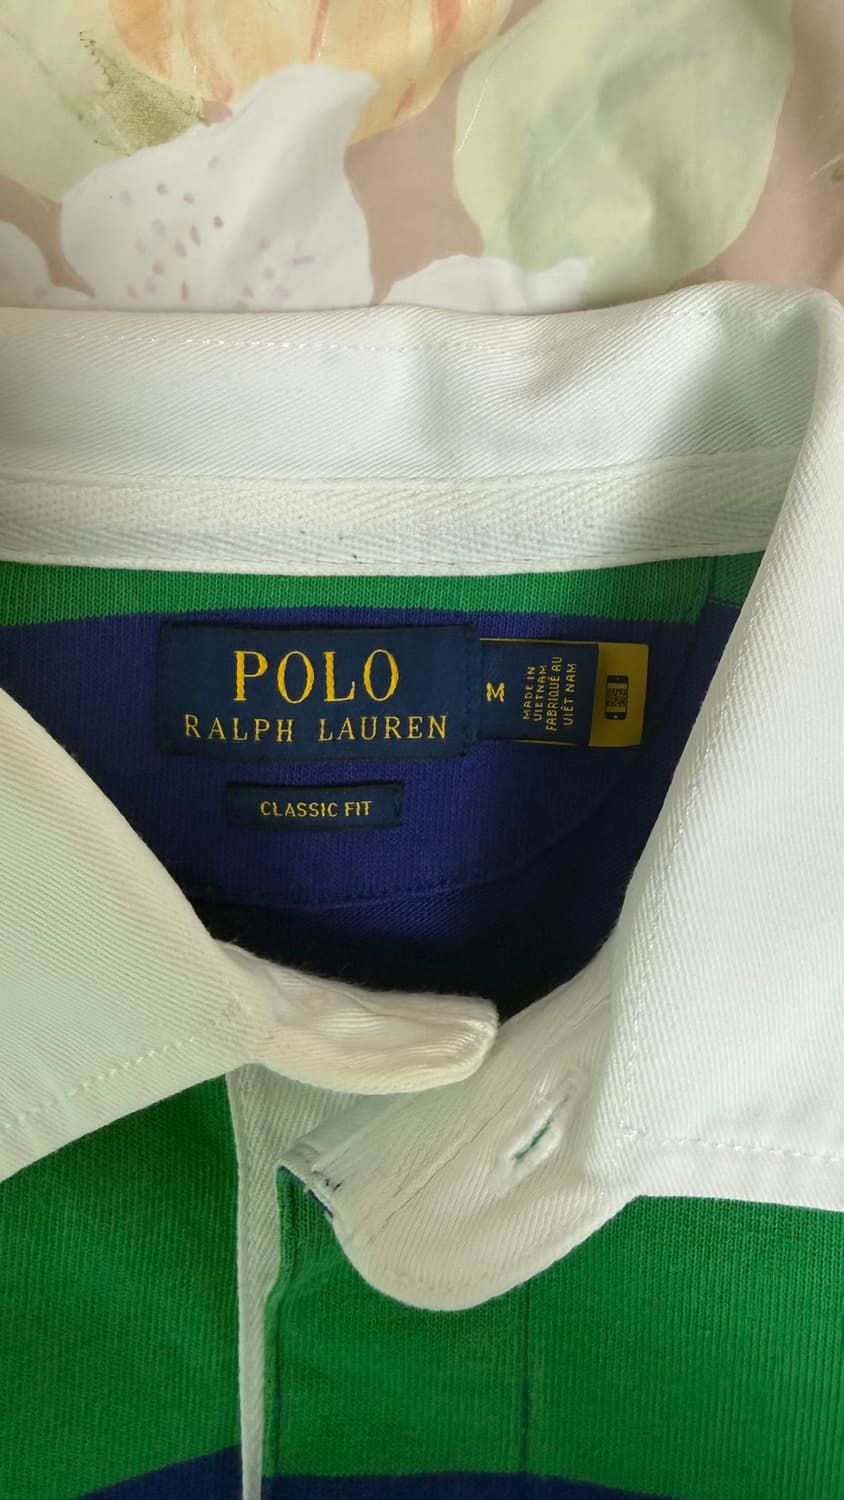 POLO
RALPH LAUREN
M
MADE IN
VIETNAM
FABRIQUÉ AU
VIÊT NAM
CLASSIC FIT